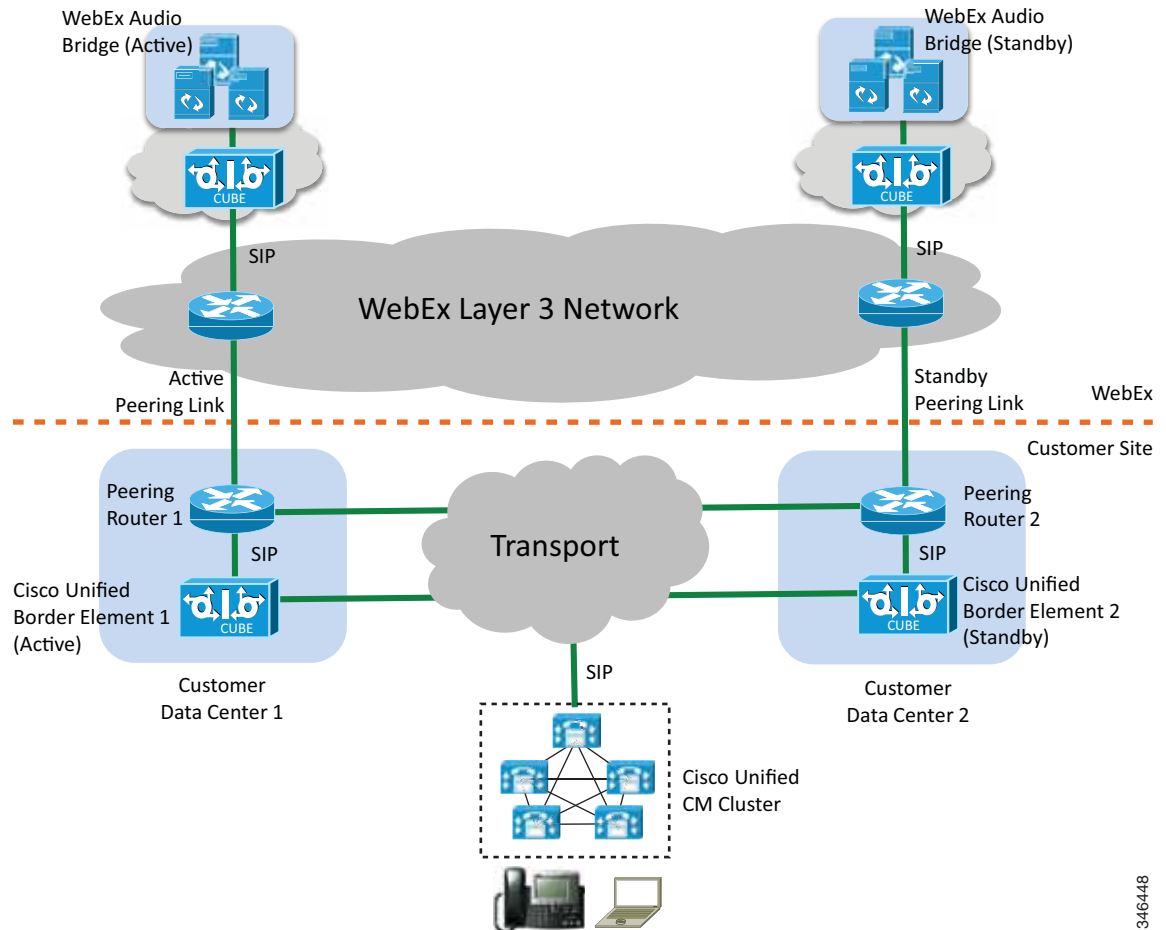 WebEx Audio
Bridge (Active)
WebEx Audio
Bridge (Standby)
CUBE
CUBE
SIP
SIP
WebEx Layer 3 Network
Active
Peering Link
Standby
Peering Link
WebEx
Customer Site
Peering
Router 1
Peering
Router 2
Transport
SIP
SIP
Cisco Unified
Border Element 1
(Active)
CUBE
CUBE
Cisco Unified
Border Element 2
(Standby)
Customer
Data Center 1
SIP
Customer
Data Center 2
Cisco Unified
CM Cluster
346448